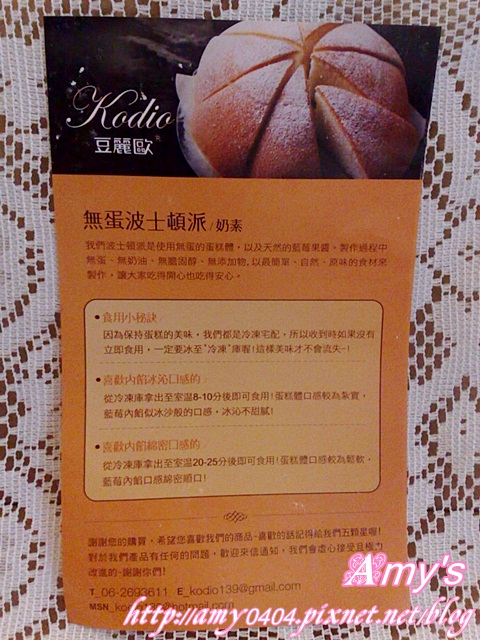 Kodio
豆麗歐
無蛋波士頓派/奶素
我們波士頓派是使用無蛋的蛋糕體，以及天然的藍莓果醬。製作過程中
無蛋、無奶油、無膽固醇、無添加物，以最簡單、自然、原味的食材來
製作，讓大家吃得開心也吃得安心。
•食用小秘訣
因為保持蛋糕的美味，我們都是冷凍宅配，所以收到時如果沒有
立即食用，一定要冰至"冷凍"庫喔！這樣美味才不會流失~！
•喜歡內餡冰沁口感的
從冷凍庫拿出至室溫8-10分後即可食用！蛋糕體口感較為紮實，
藍莓內餡似冰沙般的口感，冰沁不甜膩！
•喜歡內餡綿密口感的
從冷凍庫拿出至室溫20-25分後即可食用！蛋糕體口感較為鬆軟，
藍莓內餡口感綿密順口！
謝謝您的購買，希望您喜歡我們的商品~喜歡的話記得給我們五顆星喔！
對於我們產品有任何的問題，歡迎來信通知，我們會虛心接受且極力
改進的~謝謝你們！
T_06-2693611 E_kodio139@gmail.com
MSN_kodio139@hotmail.com
Amy's
http://amy0404.pixnet.net/blog